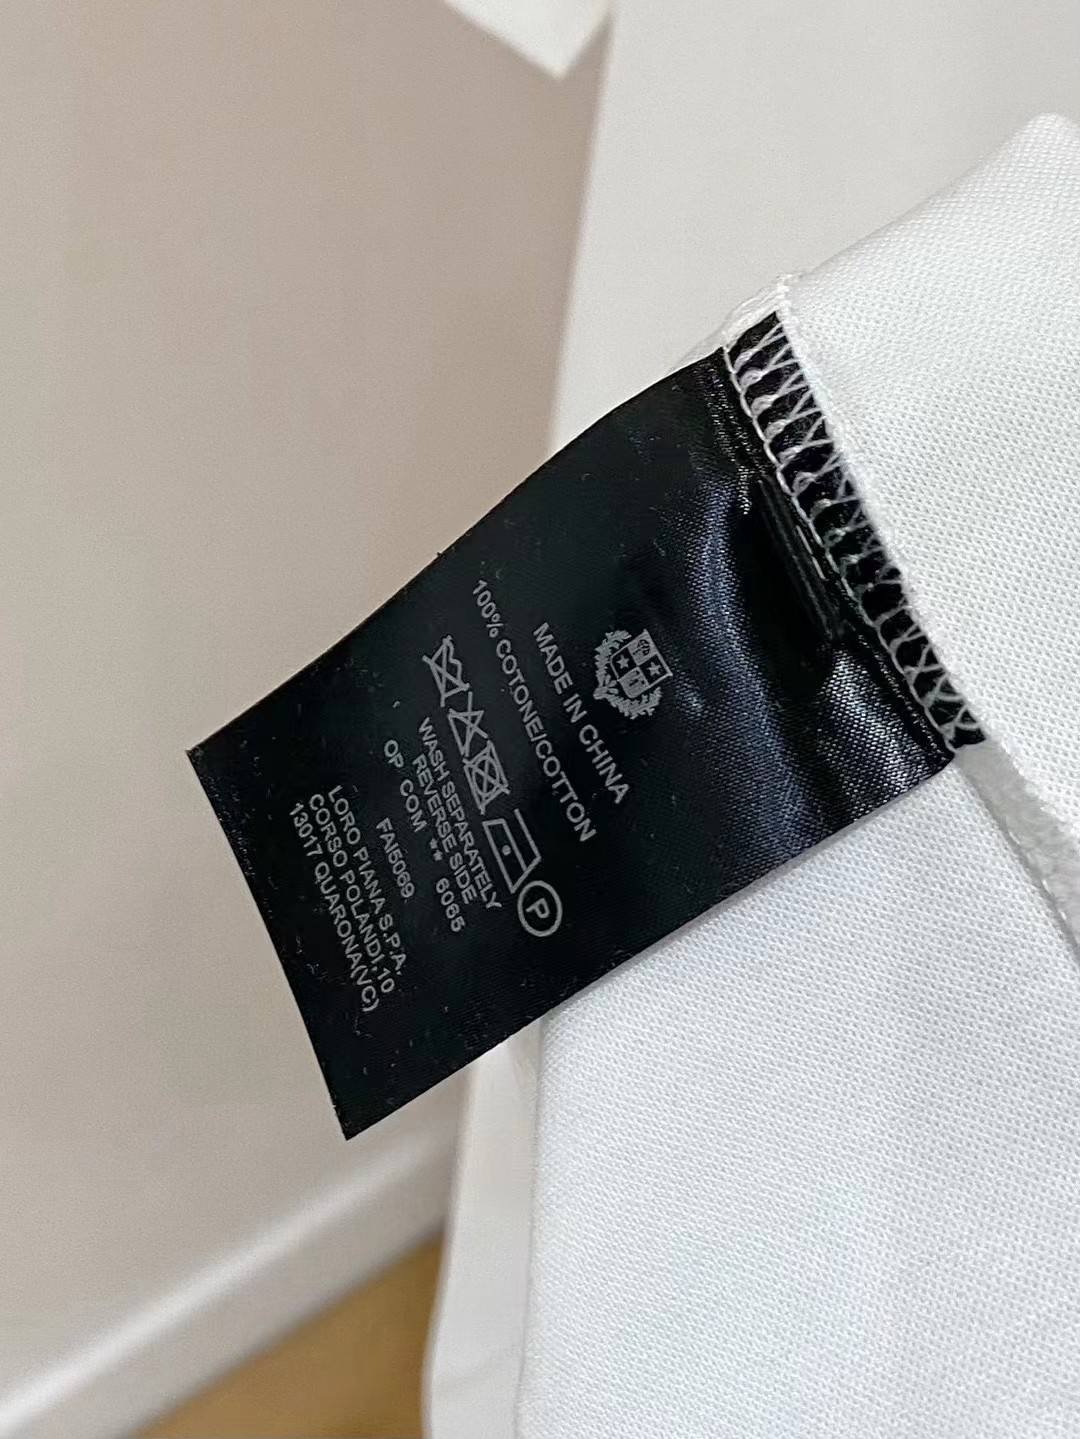 MADE IN CHINA
100% COTONE/COTTON
P
WASH SEPARATELY
REVERSE SIDE
OP COM ** 6065
FAI5069
LORO PIANA S.P.A.
CORSO POLANDI,10
13017 QUARONA(VC)